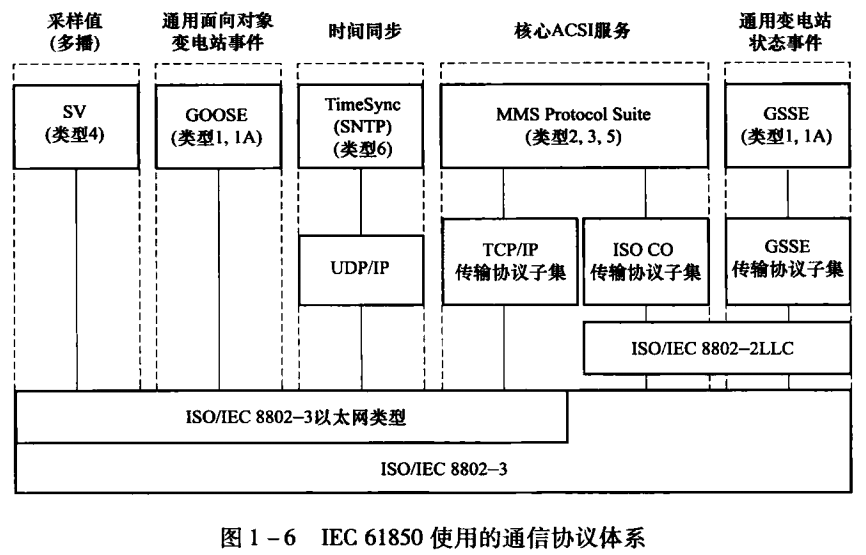 采样值
(多播)
通用面向对象
变电站事件
时间同步
核心ACSI服务
通用变电站
状态事件
SV
(类型4)
GOOSE
(类型1, 1A)
TimeSync
(SNTP)
(类型6)
MMS Protocol Suite
(类型2, 3, 5)
GSSE
(类型1, 1A)
UDP/IP
TCP/IP
传输协议子集
ISO CO
传输协议子集
GSSE
传输协议子集
ISO/IEC 8802-2LLC
ISO/IEC 8802-3以太网类型
ISO/IEC 8802-3
图1-6 IEC 61850 使用的通信协议体系